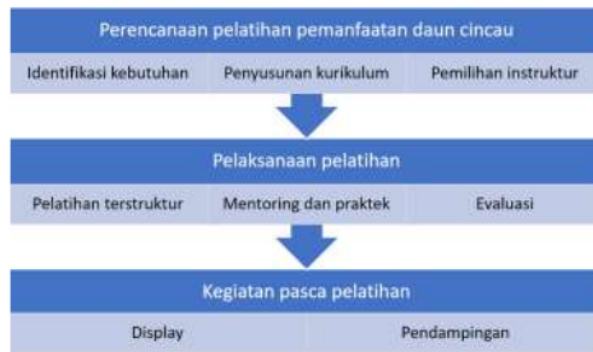 Perencanaan pelatihan pemanfaatan daun cincau
Identifikasi kebutuhan
Penyusunan kurikulum
Pemilihan instruktur
Pelaksanaan pelatihan
Pelatihan terstruktur
Mentoring dan praktek
Evaluasi
Kegiatan pasca pelatihan
Display
Pendampingan